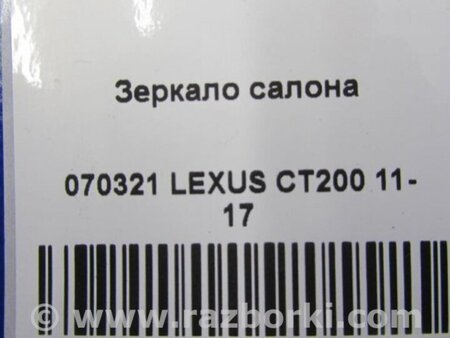 Зеркало салона
070321 LEXUS CT200 11-
17
© www.razborki.com